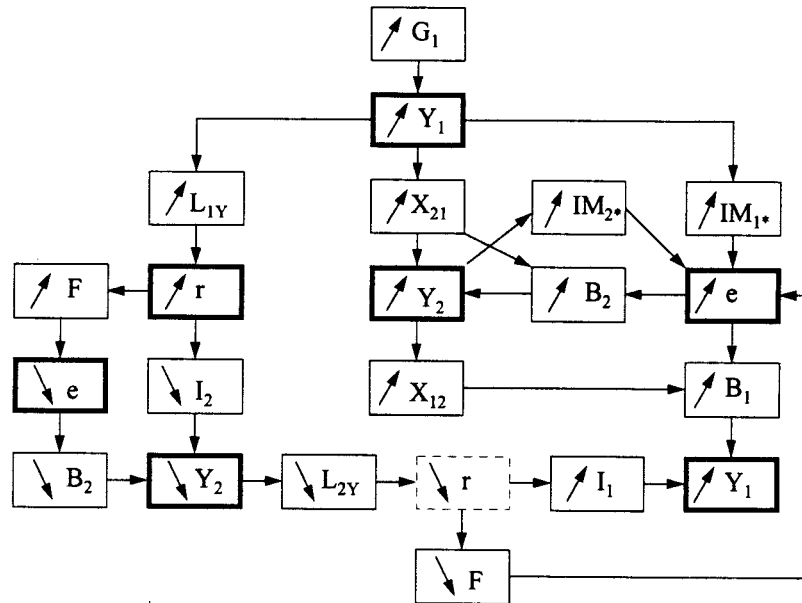 ↗ G₁
↗ Y₁
↗ L₁Y
↗ X₂₁
↗ IM₂*
↗ IM₁*
↗ F
↗ r
↗ Y₂
↗ B₂
↗ e
↘ e
↘ I₂
↗ X₁₂
↗ B₁
↘ B₂
↘ Y₂
↘ L₂Y
↘ r
↗ I₁
↗ Y₁
↘ F